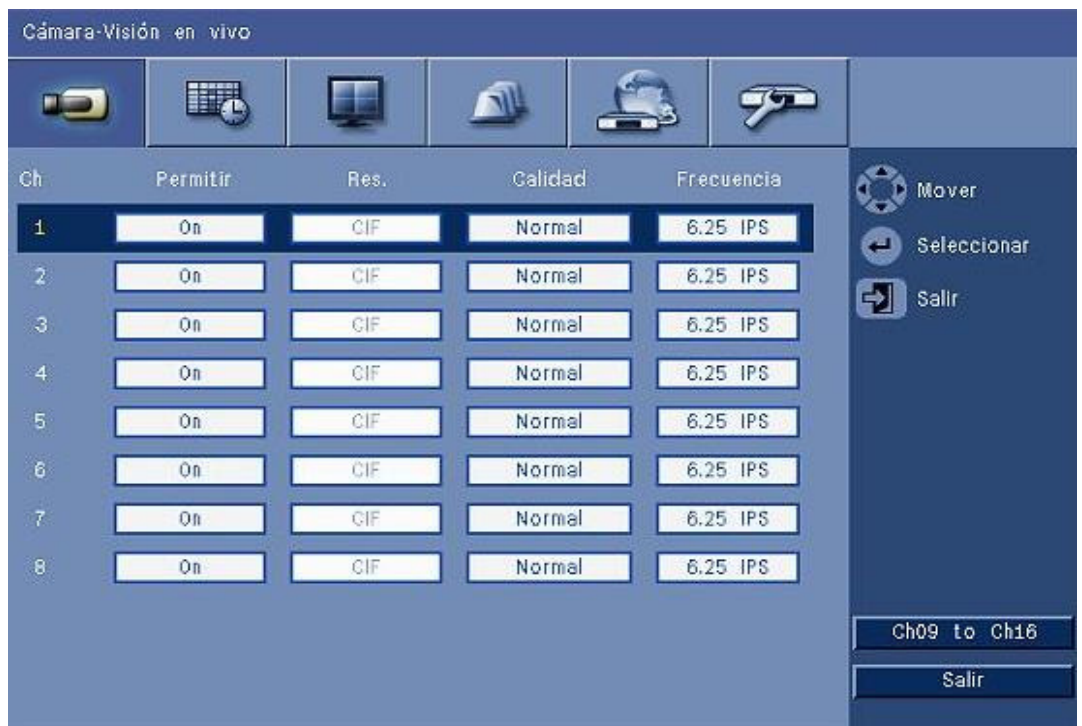 Cámara-Visión en vivo
Ch Permitir Res. Calidad Frecuencia
1 On CIF Normal 6.25 IPS
2 On CIF Normal 6.25 IPS
3 On CIF Normal 6.25 IPS
4 On CIF Normal 6.25 IPS
5 On CIF Normal 6.25 IPS
6 On CIF Normal 6.25 IPS
7 On CIF Normal 6.25 IPS
8 On CIF Normal 6.25 IPS
Mover
Seleccionar
Salir
Ch09 to Ch16
Salir